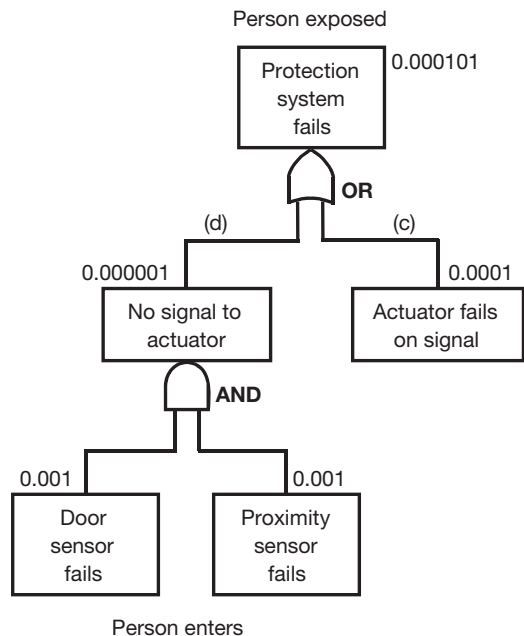 Person exposed
0.000101
Protection
system
fails
OR
(d)
(c)
0.000001
0.0001
No signal to
actuator
Actuator fails
on signal
AND
0.001
0.001
Door
sensor
fails
Proximity
sensor
fails
Person enters